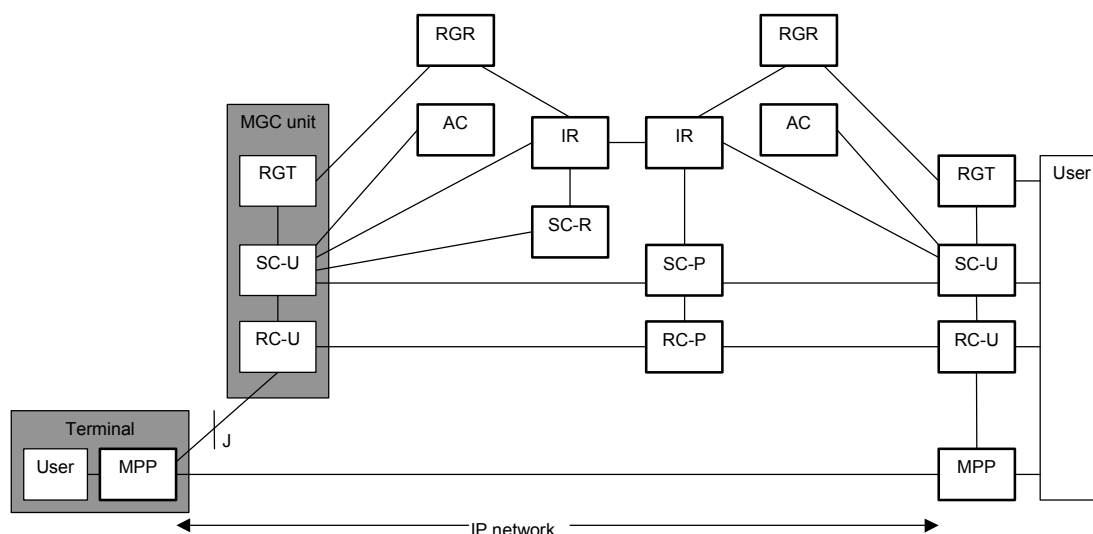 RGR
RGR
MGC unit
AC
IR
IR
AC
RGT
RGT
User
SC-R
SC-U
SC-P
SC-U
RC-U
RC-P
RC-U
Terminal
J
User
MPP
MPP
IP network